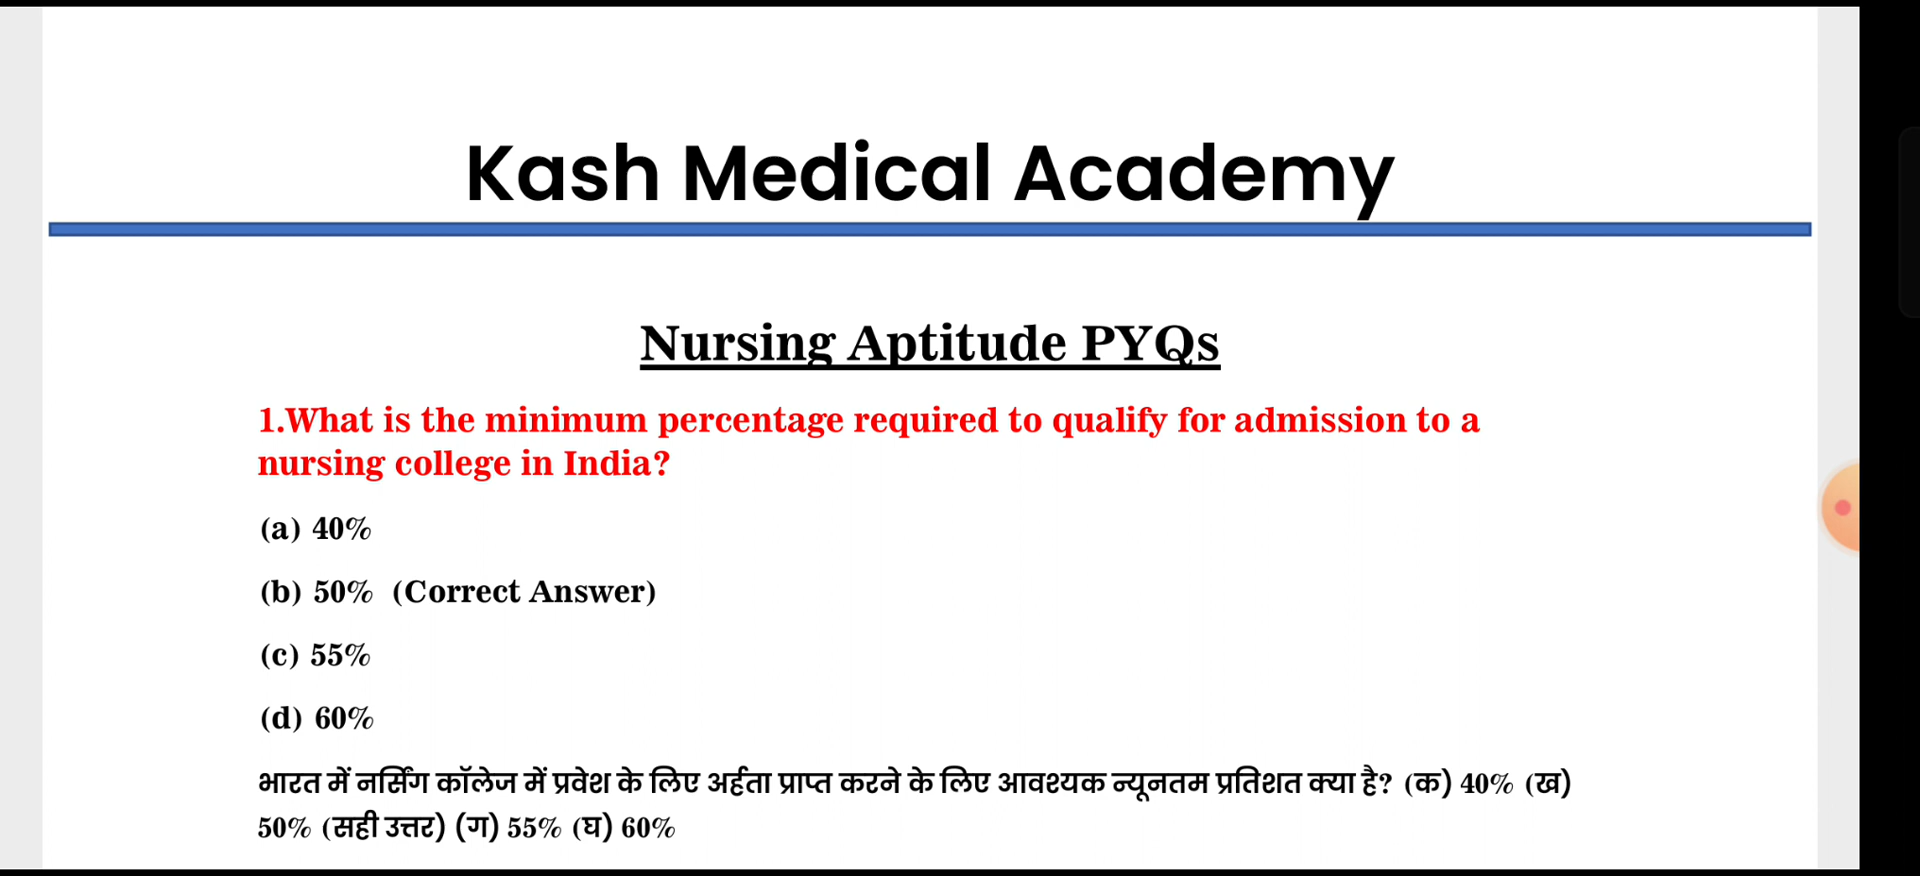 Kash Medical Academy
Nursing Aptitude PYQs
1.What is the minimum percentage required to qualify for admission to a
nursing college in India?
(a) 40%
(b) 50% (Correct Answer)
(c) 55%
(d) 60%
भारत में नर्सिंग कॉलेज में प्रवेश के लिए अर्हता प्राप्त करने के लिए आवश्यक न्यूनतम प्रतिशत क्या है? (क) 40% (ख)
50% (सही उत्तर) (ग) 55% (घ) 60%